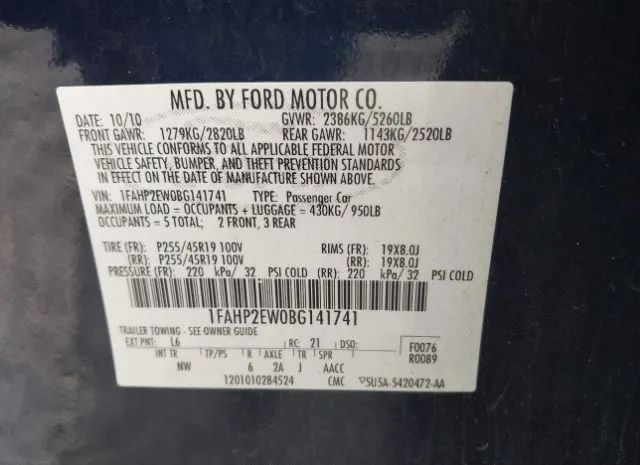 MFD. BY FORD MOTOR CO.
DATE: 10/10 GVWR: 2386KG/5260LB
FRONT GAWR: 1279KG/2820LB REAR GAWR: 1143KG/2520LB
THIS VEHICLE CONFORMS TO ALL APPLICABLE FEDERAL MOTOR
VEHICLE SAFETY, BUMPER, AND THEFT PREVENTION STANDARDS
IN EFFECT ON THE DATE OF MANUFACTURE SHOWN ABOVE.
VIN: 1FAHP2EW0BG141741 TYPE: Passenger Car
MAXIMUM LOAD = OCCUPANTS + LUGGAGE = 430KG/950LB
OCCUPANTS = 5 TOTAL; 2 FRONT, 3 REAR
TIRE (FR): P255/45R19 100V RIMS (FR): 19X8.0J
(RR): P255/45R19 100V (RR): 19X8.0J
PRESSURE (FR): 220 kPa/ 32 PSI COLD (RR): 220 kPa/ 32 PSI COLD
1FAHP2EW0BG141741
TRAILER TOWING - SEE OWNER GUIDE
EXT PNT: L6 RC: 21 DSO: F0076
INT TR TP/PS R AXLE TR SPR R0089
NW 6 2A J AACC
1201010284524 CMC ▽5U5A-5420472-AA